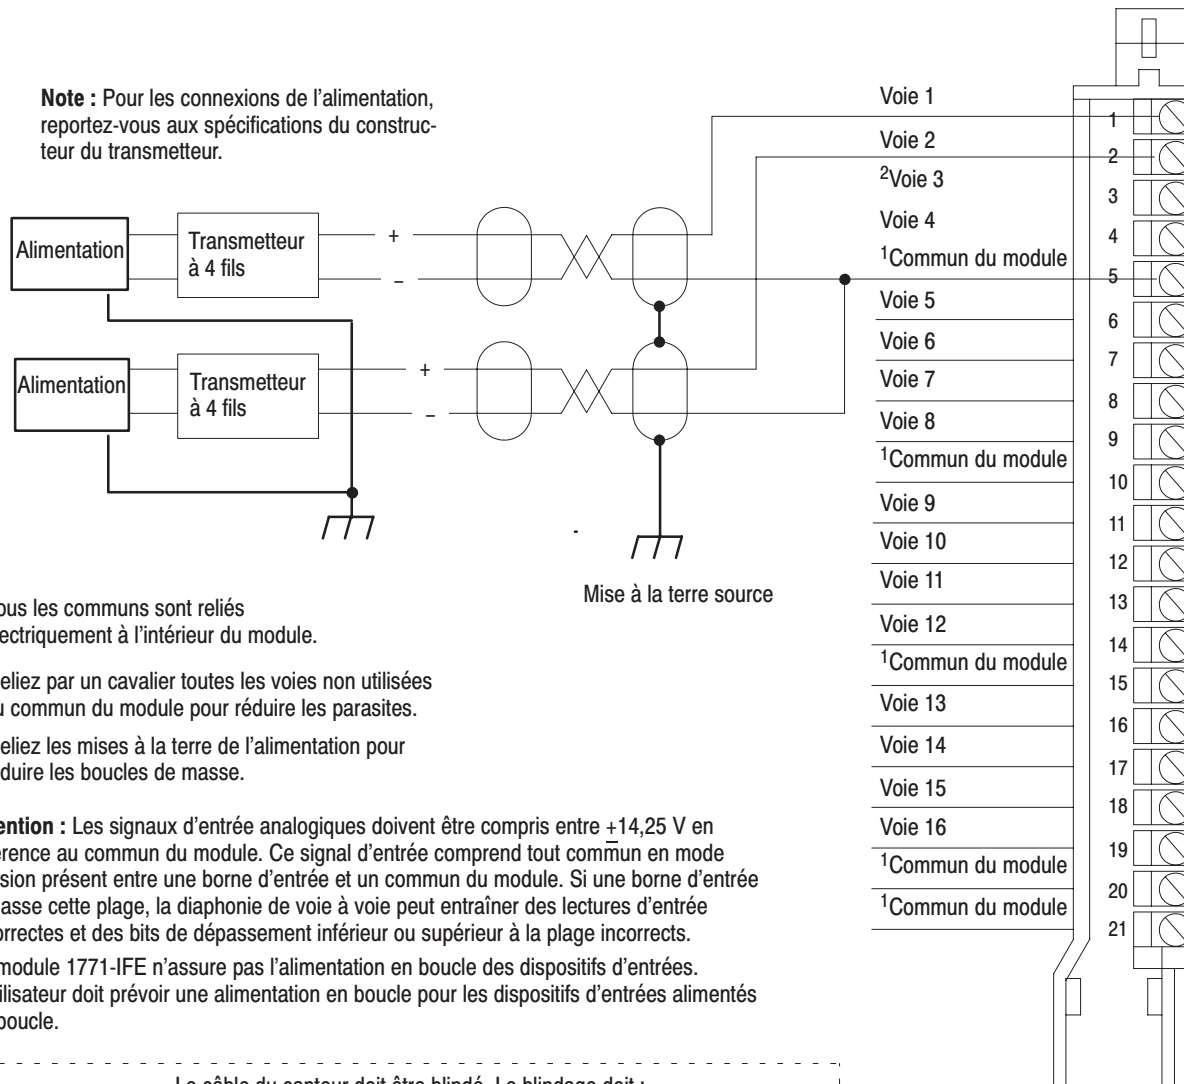 Note : Pour les connexions de l’alimentation,
reportez-vous aux spécifications du construc-
teur du transmetteur.
Alimentation
Transmetteur
à 4 fils
+
–
Alimentation
Transmetteur
à 4 fils
+
–
Mise à la terre source
Voie 1
Voie 2
2Voie 3
Voie 4
1Commun du module
Voie 5
Voie 6
Voie 7
Voie 8
1Commun du module
Voie 9
Voie 10
Voie 11
Voie 12
1Commun du module
Voie 13
Voie 14
Voie 15
Voie 16
1Commun du module
1Commun du module
1
2
3
4
5
6
7
8
9
10
11
12
13
14
15
16
17
18
19
20
21
ous les communs sont reliés
ectriquement à l’intérieur du module.
eliez par un cavalier toutes les voies non utilisées
u commun du module pour réduire les parasites.
eliez les mises à la terre de l’alimentation pour
duire les boucles de masse.
ention : Les signaux d’entrée analogiques doivent être compris entre ±14,25 V en
érence au commun du module. Ce signal d’entrée comprend tout commun en mode
sion présent entre une borne d’entrée et un commun du module. Si une borne d’entrée
asse cette plage, la diaphonie de voie à voie peut entraîner des lectures d’entrée
orrectes et des bits de dépassement inférieur ou supérieur à la plage incorrects.
module 1771-IFE n’assure pas l’alimentation en boucle des dispositifs d’entrées.
ilisateur doit prévoir une alimentation en boucle pour les dispositifs d’entrées alimentés
boucle.
Le câble du capteur doit être blindé. Le blindage doit :